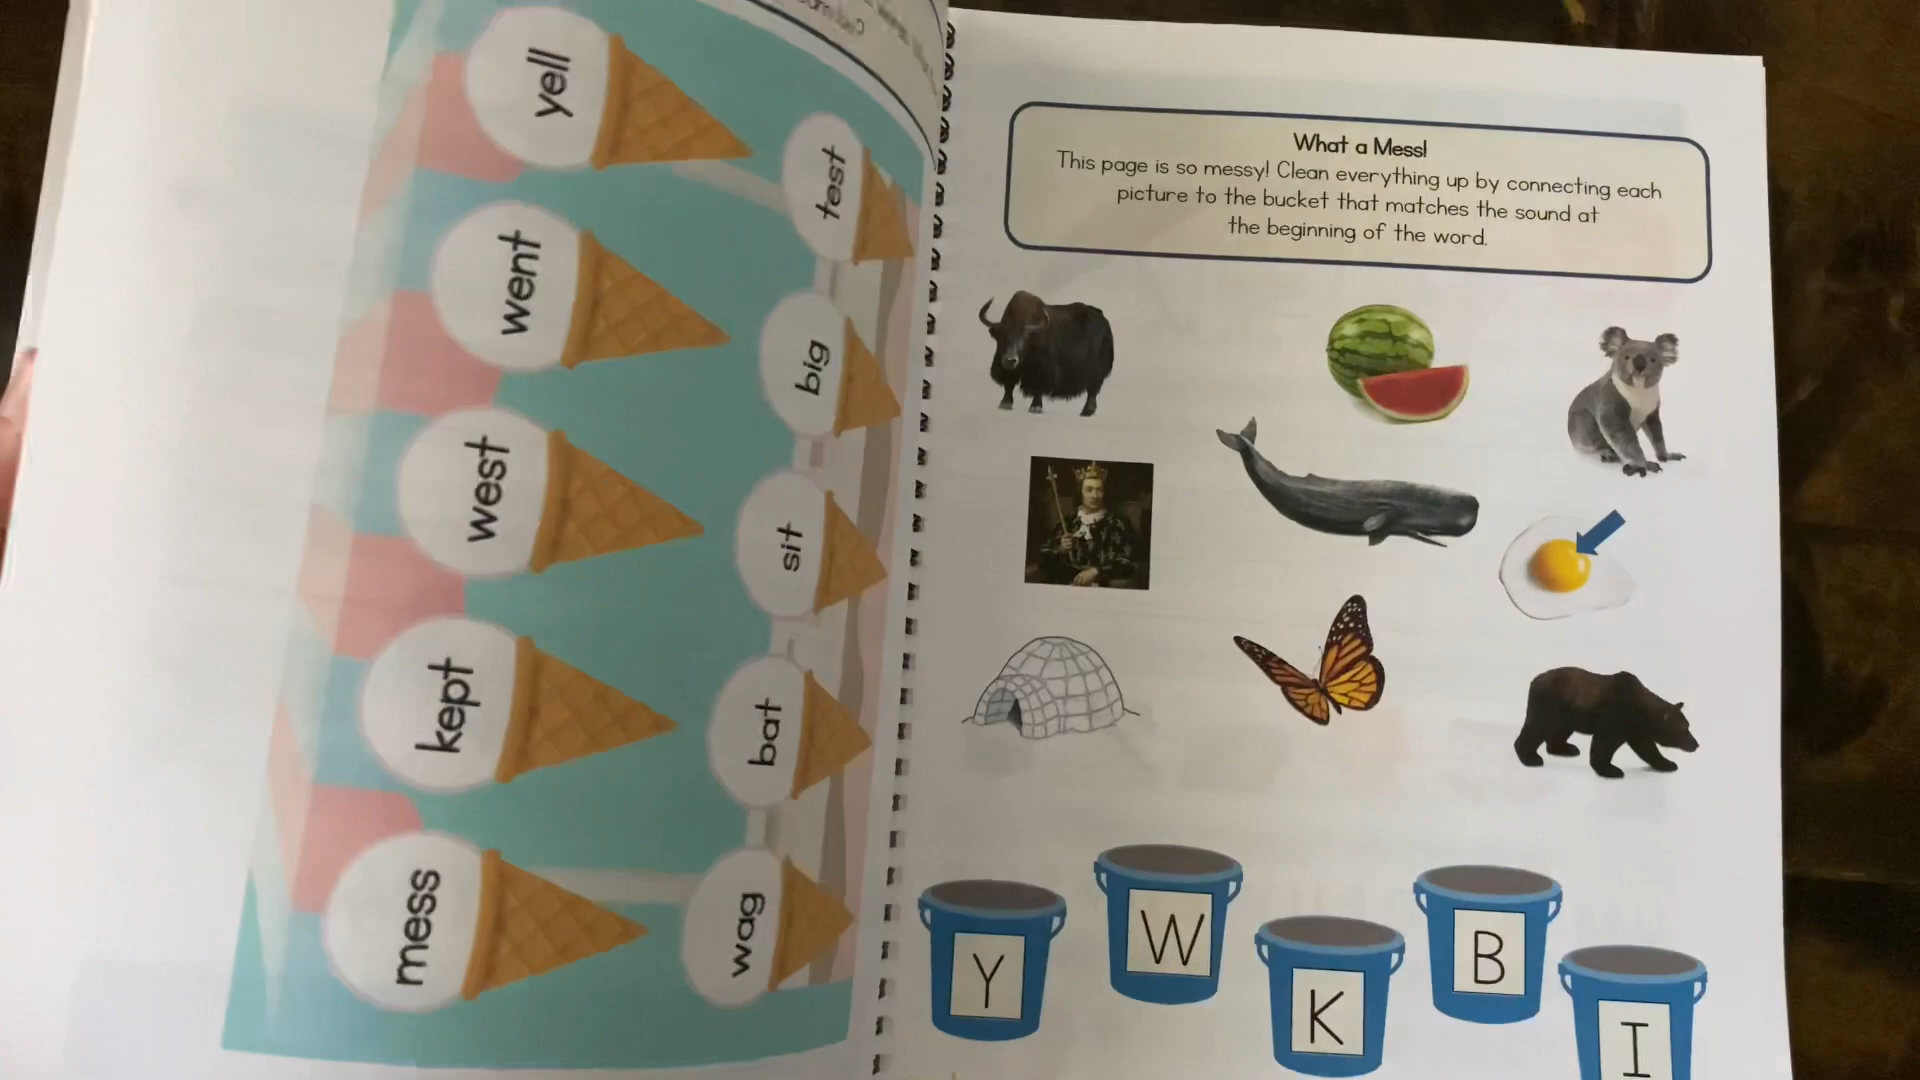 yell
went
west
kept
mess
test
big
sit
bat
wag
What a Mess!
This page is so messy! Clean everything up by connecting each
picture to the bucket that matches the sound at
the beginning of the word.
Y
W
K
B
I